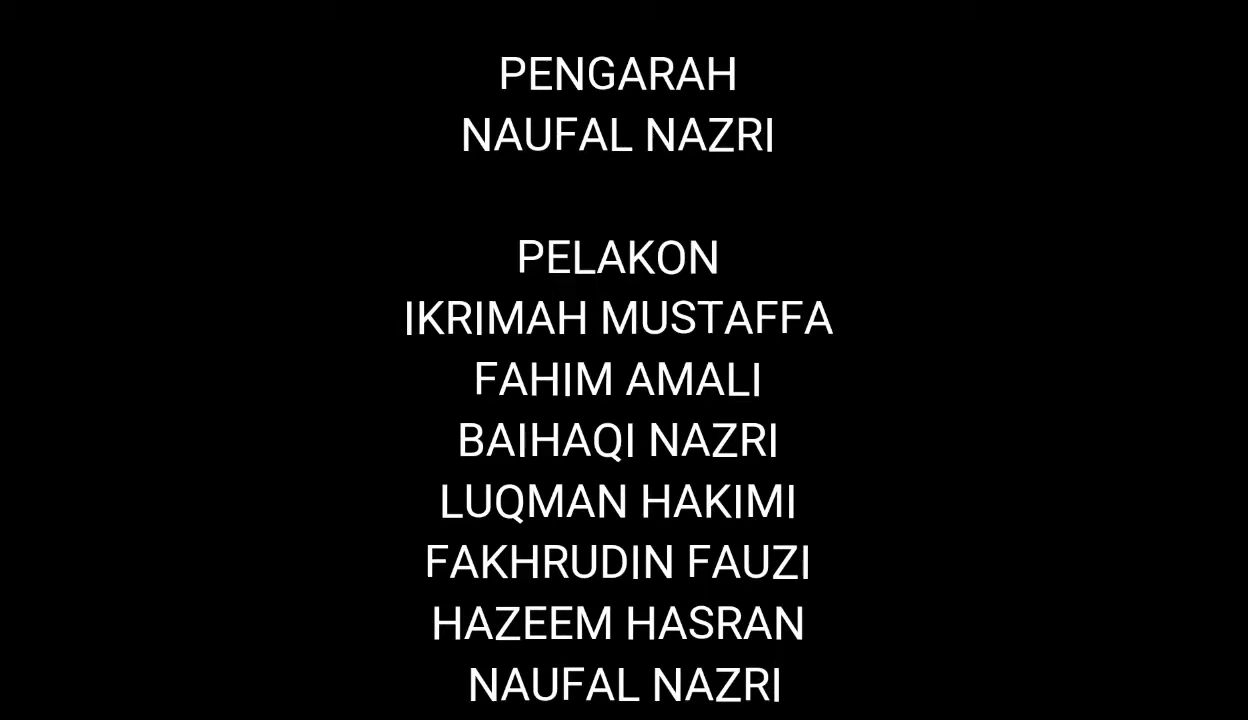 PENGARAH
NAUFAL NAZRI
PELAKON
IKRIMAH MUSTAFFA
FAHIM AMALI
BAIHAQI NAZRI
LUQMAN HAKIMI
FAKHRUDIN FAUZI
HAZEEM HASRAN
NAUFAL NAZRI